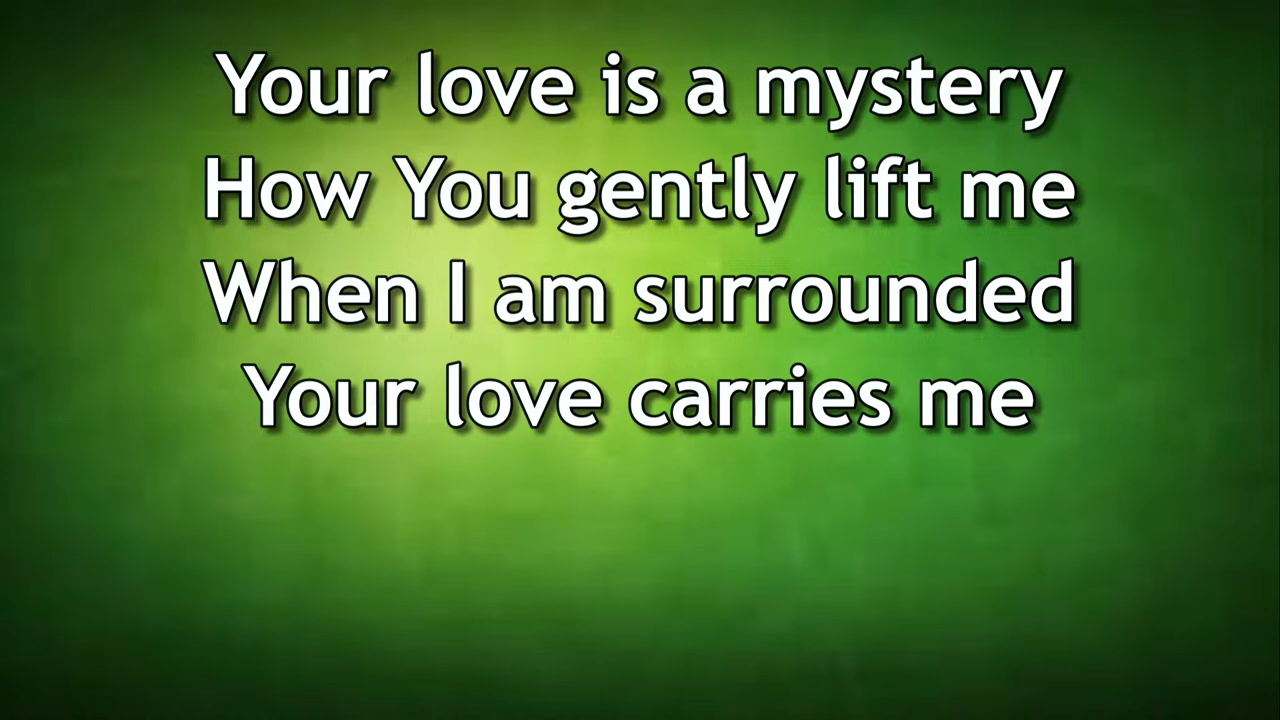 Your love is a mystery
How You gently lift me
When I am surrounded
Your love carries me